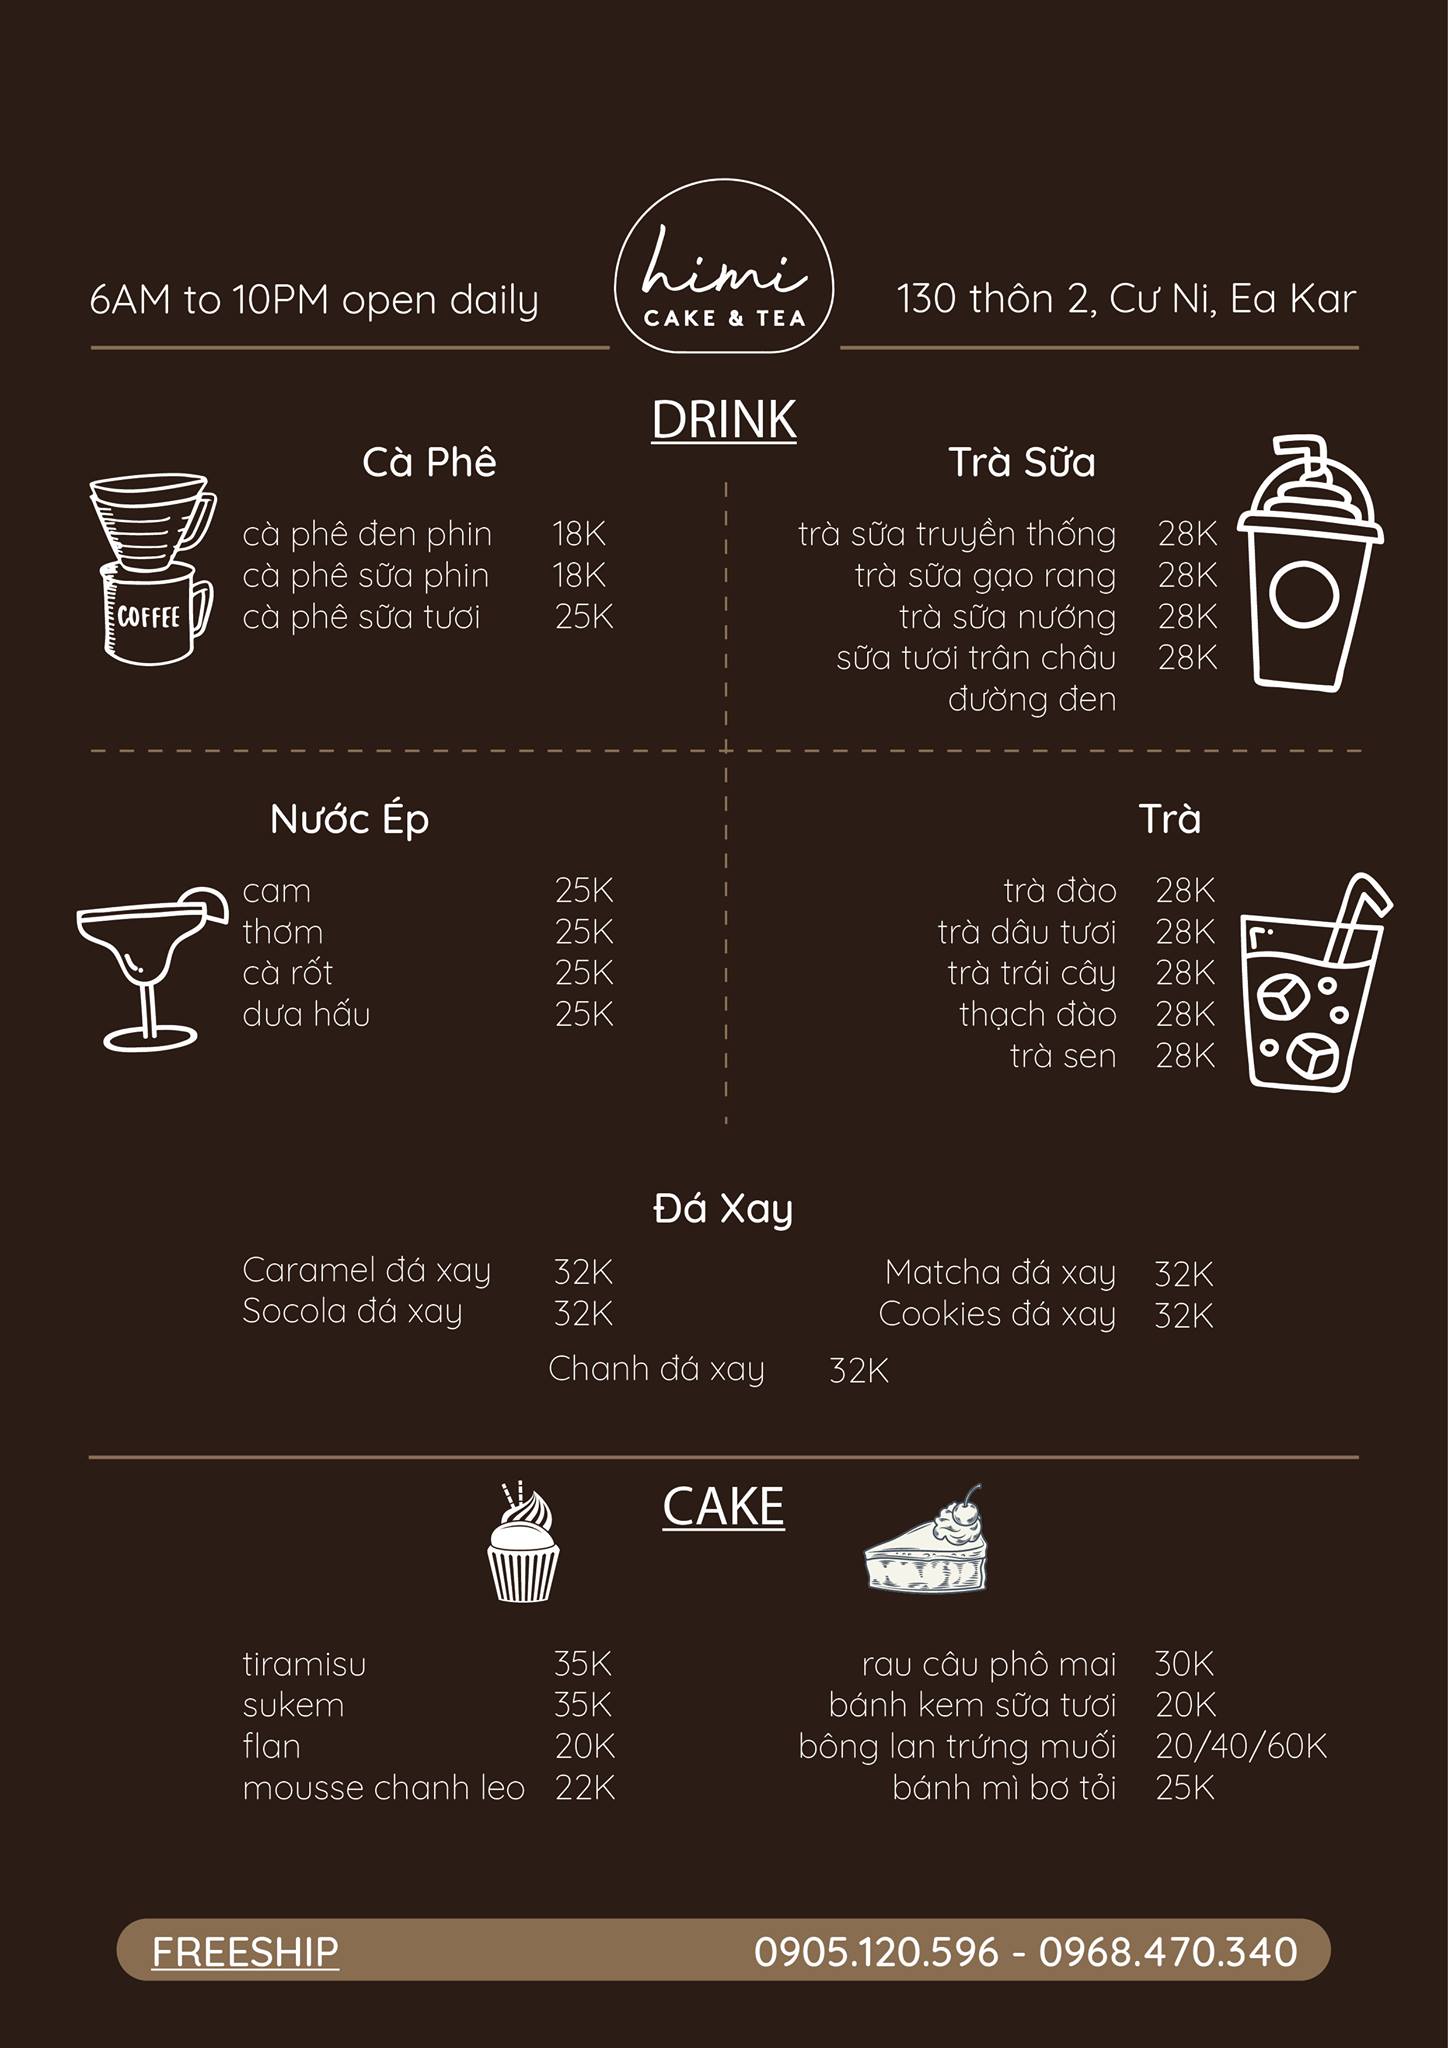 himi
CAKE & TEA
6AM to 10PM open daily
130 thôn 2, Cư Ni, Ea Kar
DRINK
Cà Phê
COFFEE
cà phê đen phin 18K
cà phê sữa phin 18K
cà phê sữa tươi 25K
Trà Sữa
trà sữa truyền thống 28K
trà sữa gạo rang 28K
trà sữa nướng 28K
sữa tươi trân châu 28K
đường đen
Nước Ép
cam 25K
thơm 25K
cà rốt 25K
dưa hấu 25K
Trà
trà đào 28K
trà dâu tươi 28K
trà trái cây 28K
thạch đào 28K
trà sen 28K
Đá Xay
Caramel đá xay 32K
Socola đá xay 32K
Matcha đá xay 32K
Cookies đá xay 32K
Chanh đá xay 32K
CAKE
tiramisu 35K
sukem 35K
flan 20K
mousse chanh leo 22K
rau câu phô mai 30K
bánh kem sữa tươi 20K
bông lan trứng muối 20/40/60K
bánh mì bơ tỏi 25K
FREESHIP
0905.120.596 - 0968.470.340